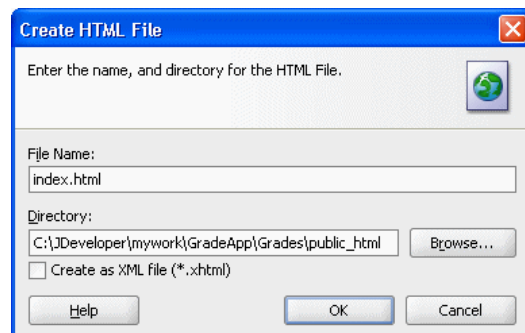 Create HTML File
Enter the name, and directory for the HTML File.
File Name:
index.html
Directory:
C:\JDeveloper\mywork\GradeApp\Grades\public_html
Browse...
Create as XML file (*.xhtml)
Help
OK
Cancel